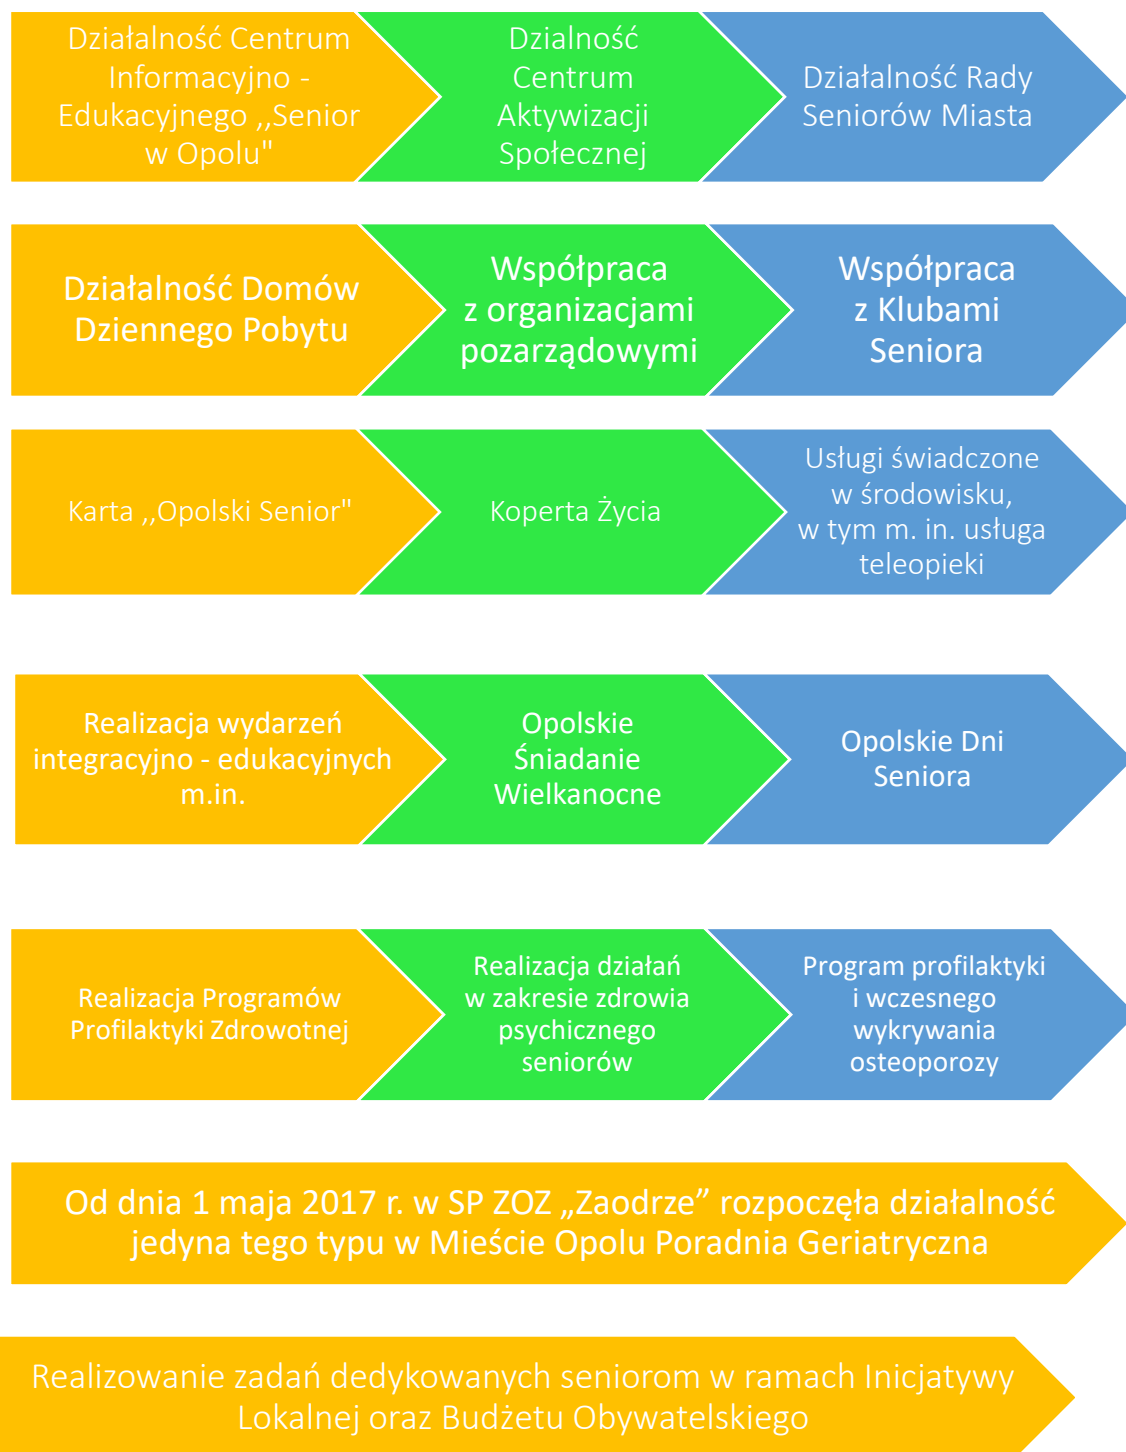 Działalność Centrum
Informacyjno -
Edukacyjnego ,,Senior
w Opolu"
Dzialność
Centrum
Aktywizacji
Społecznej
Działalność Rady
Seniorów Miasta
Działalność Domów
Dziennego Pobytu
Współpraca
z organizacjami
pozarządowymi
Współpraca
z Klubami
Seniora
Karta ,,Opolski Senior"
Koperta Życia
Usługi świadczone
w środowisku,
w tym m. in. usługa
teleopieki
Realizacja wydarzeń
integracyjno - edukacyjnych
m.in.
Opolskie
Śniadanie
Wielkanocne
Opolskie Dni
Seniora
Realizacja Programów
Profilaktyki Zdrowotnej
Realizacja działań
w zakresie zdrowia
psychicznego
seniorów
Program profilaktyki
i wczesnego
wykrywania
osteoporozy
Od dnia 1 maja 2017 r. w SP ZOZ „Zaodrze” rozpoczęła działalność
jedyna tego typu w Mieście Opolu Poradnia Geriatryczna
Realizowanie zadań dedykowanych seniorom w ramach Inicjatywy
Lokalnej oraz Budżetu Obywatelskiego